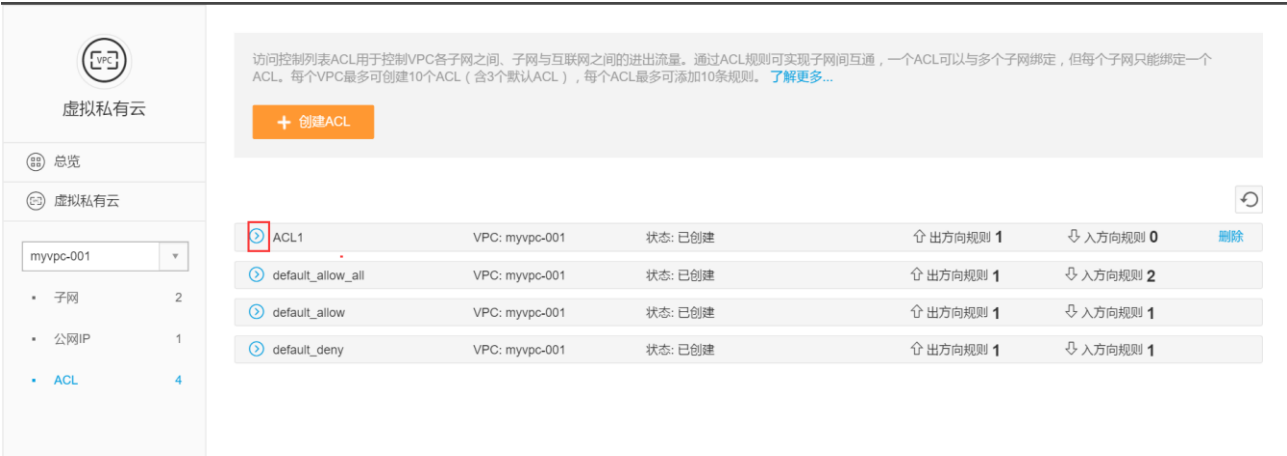 VPC
虚拟私有云
总览
虚拟私有云
myvpc-001
子网 2
公网IP 1
ACL 4
访问控制列表ACL用于控制VPC各子网之间、子网与互联网之间的进出流量。通过ACL规则可实现子网间互通，一个ACL可以与多个子网绑定，但每个子网只能绑定一个
ACL。每个VPC最多可创建10个ACL（含3个默认ACL），每个ACL最多可添加10条规则。 了解更多...
+ 创建ACL
ACL1 VPC: myvpc-001 状态: 已创建 出方向规则 1 入方向规则 0 删除
default_allow_all VPC: myvpc-001 状态: 已创建 出方向规则 1 入方向规则 2
default_allow VPC: myvpc-001 状态: 已创建 出方向规则 1 入方向规则 1
default_deny VPC: myvpc-001 状态: 已创建 出方向规则 1 入方向规则 1